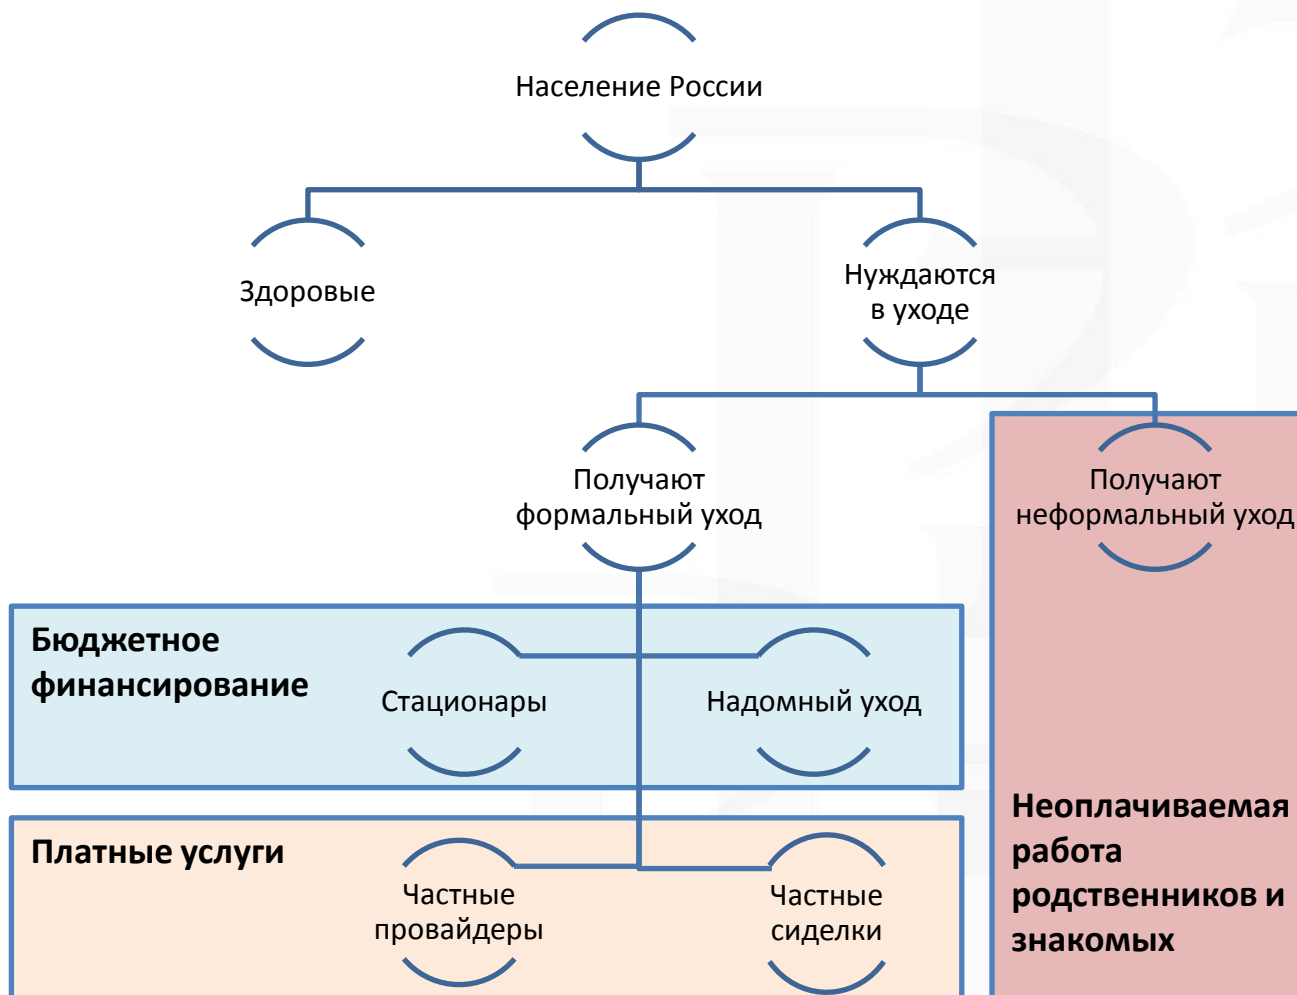 Население России
Здоровые
Нуждаются
в уходе
Получают
формальный уход
Получают
неформальный уход
Бюджетное
финансирование
Стационары
Надомный уход
Платные услуги
Частные
провайдеры
Частные
сиделки
Неоплачиваемая
работа
родственников и
знакомых